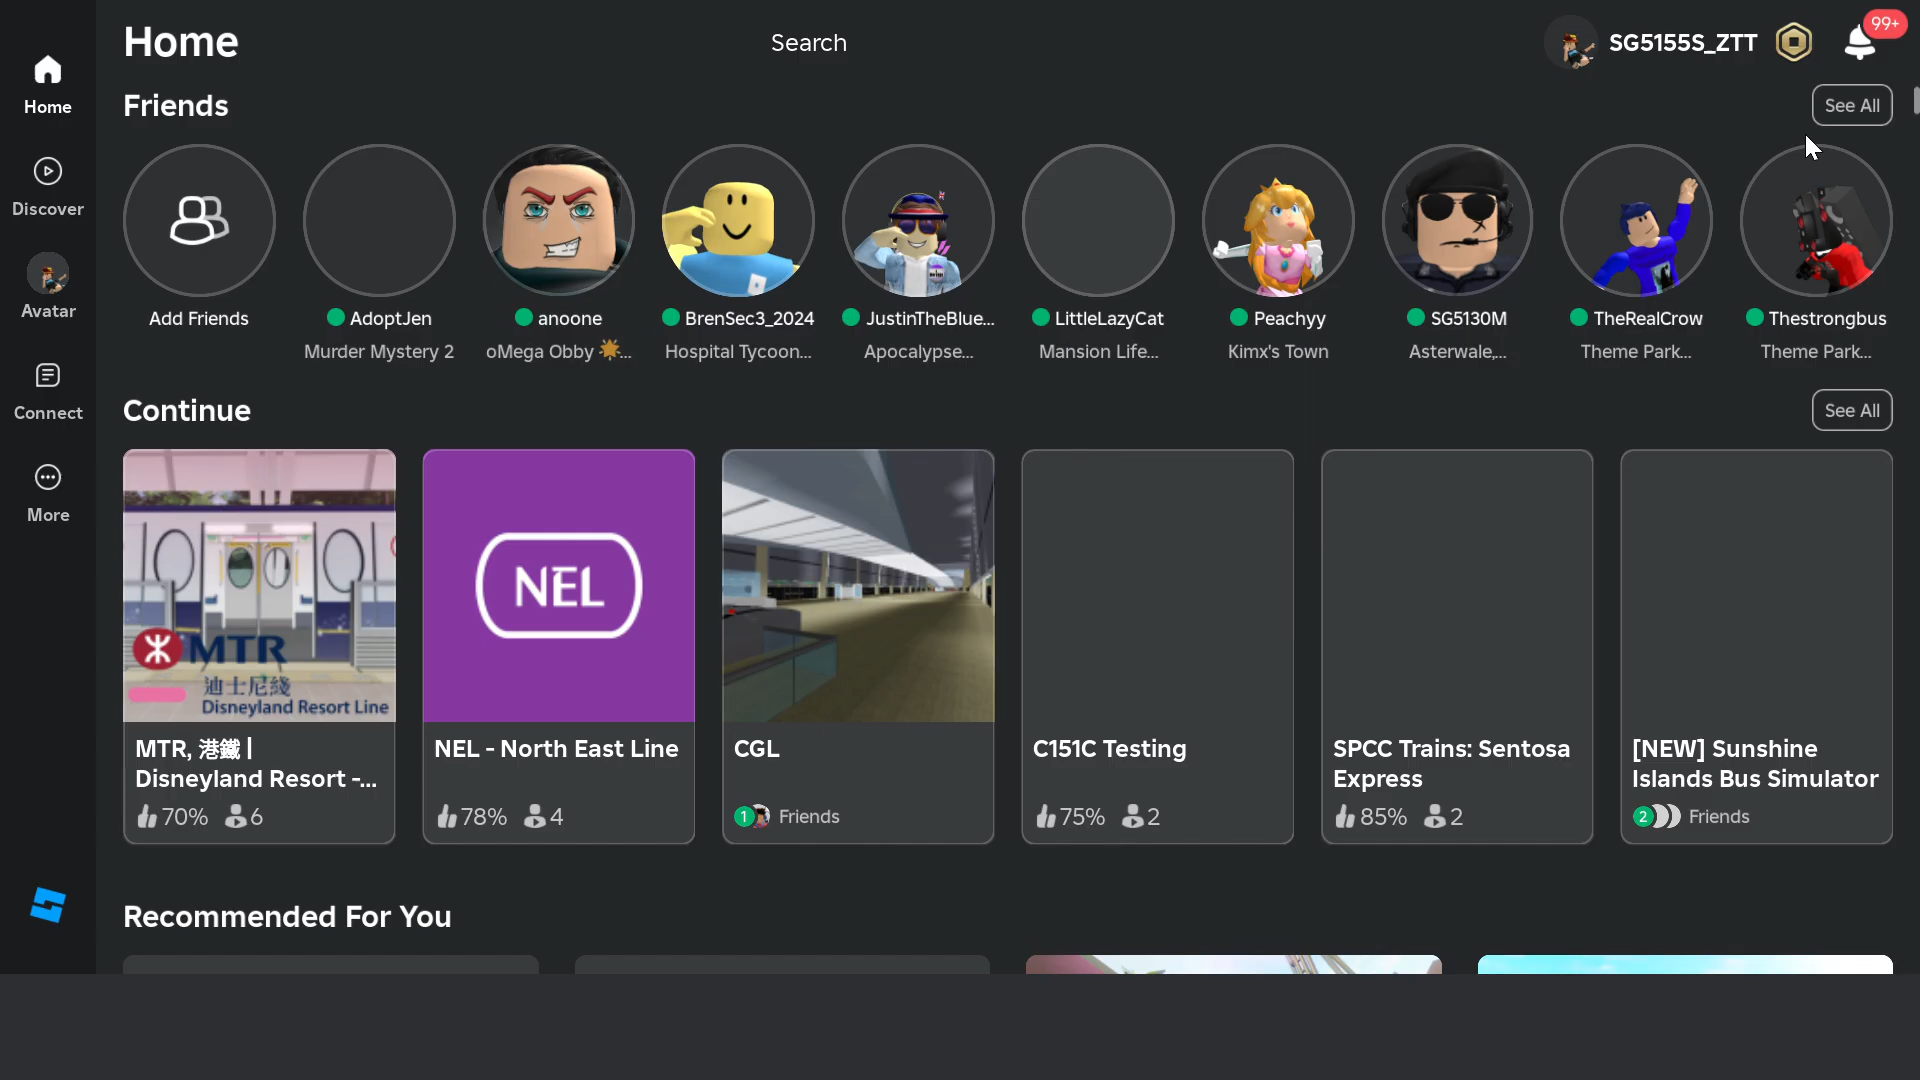 Home
Search
SG5155S_ZTT
99+
Home
Discover
Avatar
Connect
More
Friends
See All
Add Friends
AdoptJen
Murder Mystery 2
anoone
oMega Obby 🌟...
BrenSec3_2024
Hospital Tycoon...
JustinTheBlue...
Apocalypse...
LittleLazyCat
Mansion Life...
Peachyy
Kimx's Town
SG5130M
Asterwale,...
TheRealCrow
Theme Park...
Thestrongbus
Theme Park...
Continue
See All
MTR
迪士尼綫
Disneyland Resort Line
MTR, 港鐵 |
Disneyland Resort -...
70% 6
NEL
NEL - North East Line
78% 4
CGL
1 Friends
C151C Testing
75% 2
SPCC Trains: Sentosa
Express
85% 2
[NEW] Sunshine
Islands Bus Simulator
2 Friends
Recommended For You